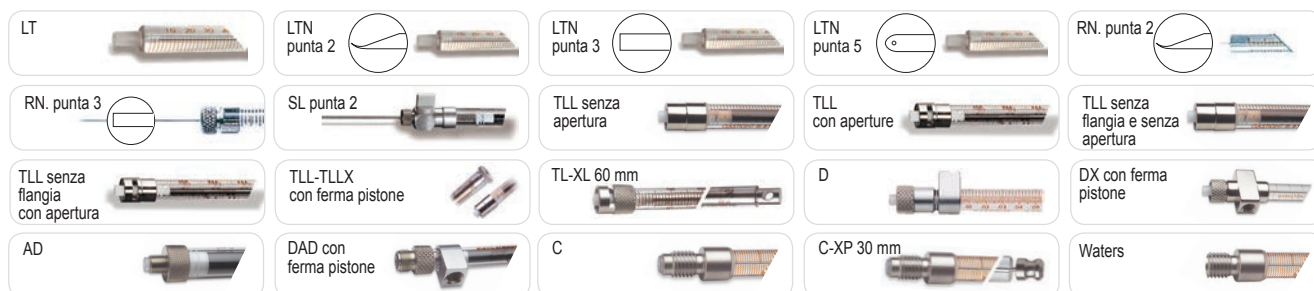 LT
LTN
punta 2
LTN
punta 3
LTN
punta 5
RN. punta 2
RN. punta 3
SL punta 2
TLL senza
apertura
TLL
con aperture
TLL senza
flangia e senza
apertura
TLL senza
flangia
con apertura
TLL-TLLX
con ferma pistone
TL-XL 60 mm
D
DX con ferma
pistone
AD
DAD con
ferma pistone
C
C-XP 30 mm
Waters